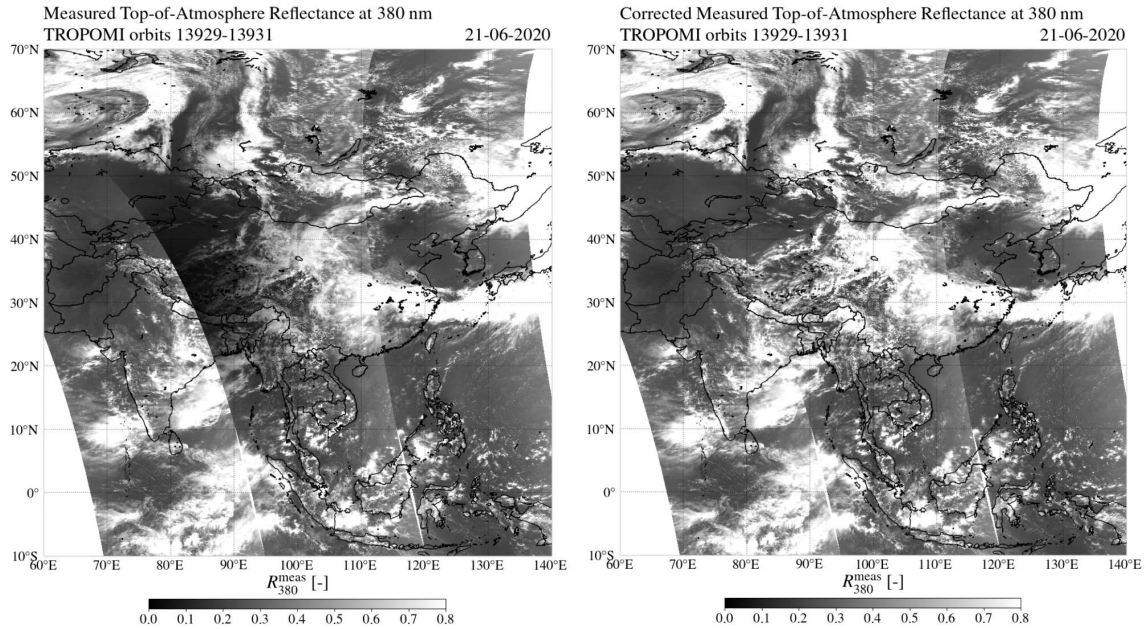 Measured Top-of-Atmosphere Reflectance at 380 nm
TROPOMI orbits 13929-13931 21-06-2020
70°N
60°N
50°N
40°N
30°N
20°N
10°N
0°
10°S
60°E 70°E 80°E 90°E 100°E 110°E 120°E 130°E 140°E
R^meas_380 [-]
0.0 0.1 0.2 0.3 0.4 0.5 0.6 0.7 0.8
Corrected Measured Top-of-Atmosphere Reflectance at 380 nm
TROPOMI orbits 13929-13931 21-06-2020
70°N
60°N
50°N
40°N
30°N
20°N
10°N
0°
10°S
60°E 70°E 80°E 90°E 100°E 110°E 120°E 130°E 140°E
R^meas_380 [-]
0.0 0.1 0.2 0.3 0.4 0.5 0.6 0.7 0.8